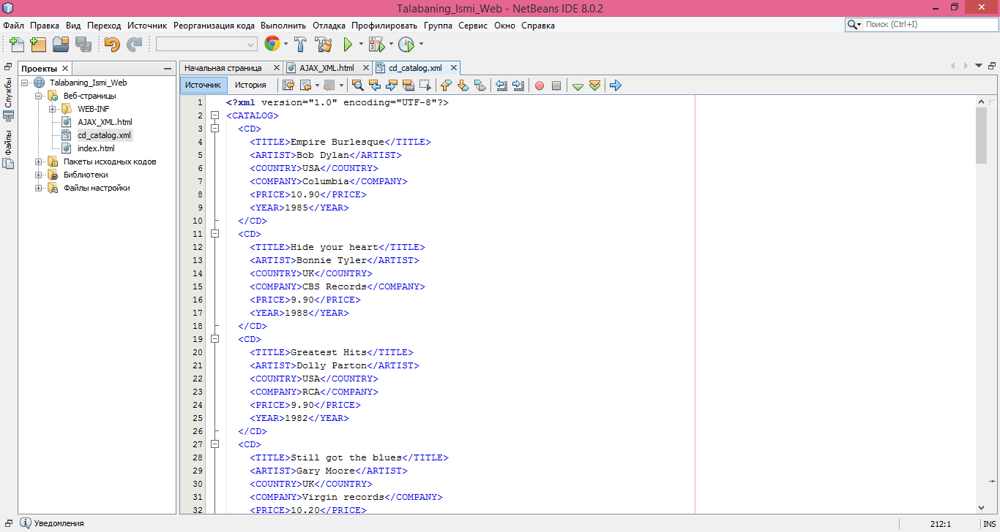 Talabaning_Ismi_Web - NetBeans IDE 8.0.2
Файл Правка Вид Переход Источник Реорганизация кода Выполнить Отладка Профилировать Группа Сервис Окно Справка
Поиск (Ctrl+I)
Службы
Файлы
Проекты
Talabaning_Ismi_Web
Веб-страницы
WEB-INF
AJAX_XML.html
cd_catalog.xml
index.html
Пакеты исходных кодов
Библиотеки
Файлы настройки
Начальная страница AJAX_XML.html cd_catalog.xml
Источник История
1 <?xml version="1.0" encoding="UTF-8"?>
2 <CATALOG>
3 <CD>
4 <TITLE>Empire Burlesque</TITLE>
5 <ARTIST>Bob Dylan</ARTIST>
6 <COUNTRY>USA</COUNTRY>
7 <COMPANY>Columbia</COMPANY>
8 <PRICE>10.90</PRICE>
9 <YEAR>1985</YEAR>
10 </CD>
11 <CD>
12 <TITLE>Hide your heart</TITLE>
13 <ARTIST>Bonnie Tyler</ARTIST>
14 <COUNTRY>UK</COUNTRY>
15 <COMPANY>CBS Records</COMPANY>
16 <PRICE>9.90</PRICE>
17 <YEAR>1988</YEAR>
18 </CD>
19 <CD>
20 <TITLE>Greatest Hits</TITLE>
21 <ARTIST>Dolly Parton</ARTIST>
22 <COUNTRY>USA</COUNTRY>
23 <COMPANY>RCA</COMPANY>
24 <PRICE>9.90</PRICE>
25 <YEAR>1982</YEAR>
26 </CD>
27 <CD>
28 <TITLE>Still got the blues</TITLE>
29 <ARTIST>Gary Moore</ARTIST>
30 <COUNTRY>UK</COUNTRY>
31 <COMPANY>Virgin records</COMPANY>
32 <PRICE>10.20</PRICE>
Уведомления
212:1 INS